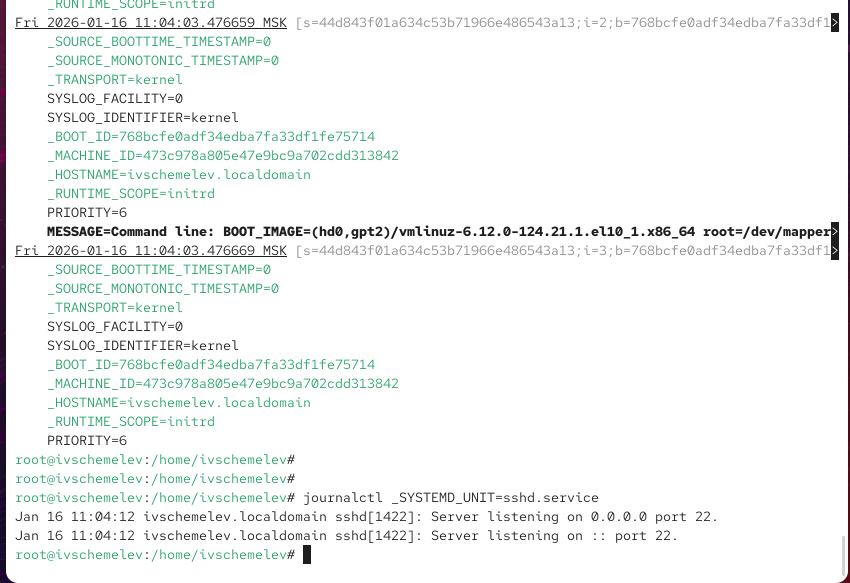 _RUNTIME_SCOPE=initrd
Fri 2026-01-16 11:04:03.476659 MSK [s=44d843f01a634c53b71966e486543a13;i=2;b=768bcfe0adf34edba7fa33df1>
_SOURCE_BOOTTIME_TIMESTAMP=0
_SOURCE_MONOTONIC_TIMESTAMP=0
_TRANSPORT=kernel
SYSLOG_FACILITY=0
SYSLOG_IDENTIFIER=kernel
_BOOT_ID=768bcfe0adf34edba7fa33df1fe75714
_MACHINE_ID=473c978a805e47e9bc9a702cdd313842
_HOSTNAME=ivschemelev.localdomain
_RUNTIME_SCOPE=initrd
PRIORITY=6
MESSAGE=Command line: BOOT_IMAGE=(hd0,gpt2)/vmlinuz-6.12.0-124.21.1.el10_1.x86_64 root=/dev/mapper>
Fri 2026-01-16 11:04:03.476669 MSK [s=44d843f01a634c53b71966e486543a13;i=3;b=768bcfe0adf34edba7fa33df1>
_SOURCE_BOOTTIME_TIMESTAMP=0
_SOURCE_MONOTONIC_TIMESTAMP=0
_TRANSPORT=kernel
SYSLOG_FACILITY=0
SYSLOG_IDENTIFIER=kernel
_BOOT_ID=768bcfe0adf34edba7fa33df1fe75714
_MACHINE_ID=473c978a805e47e9bc9a702cdd313842
_HOSTNAME=ivschemelev.localdomain
_RUNTIME_SCOPE=initrd
PRIORITY=6
root@ivschemelev:/home/ivschemelev#
root@ivschemelev:/home/ivschemelev#
root@ivschemelev:/home/ivschemelev# journalctl _SYSTEMD_UNIT=sshd.service
Jan 16 11:04:12 ivschemelev.localdomain sshd[1422]: Server listening on 0.0.0.0 port 22.
Jan 16 11:04:12 ivschemelev.localdomain sshd[1422]: Server listening on :: port 22.
root@ivschemelev:/home/ivschemelev#